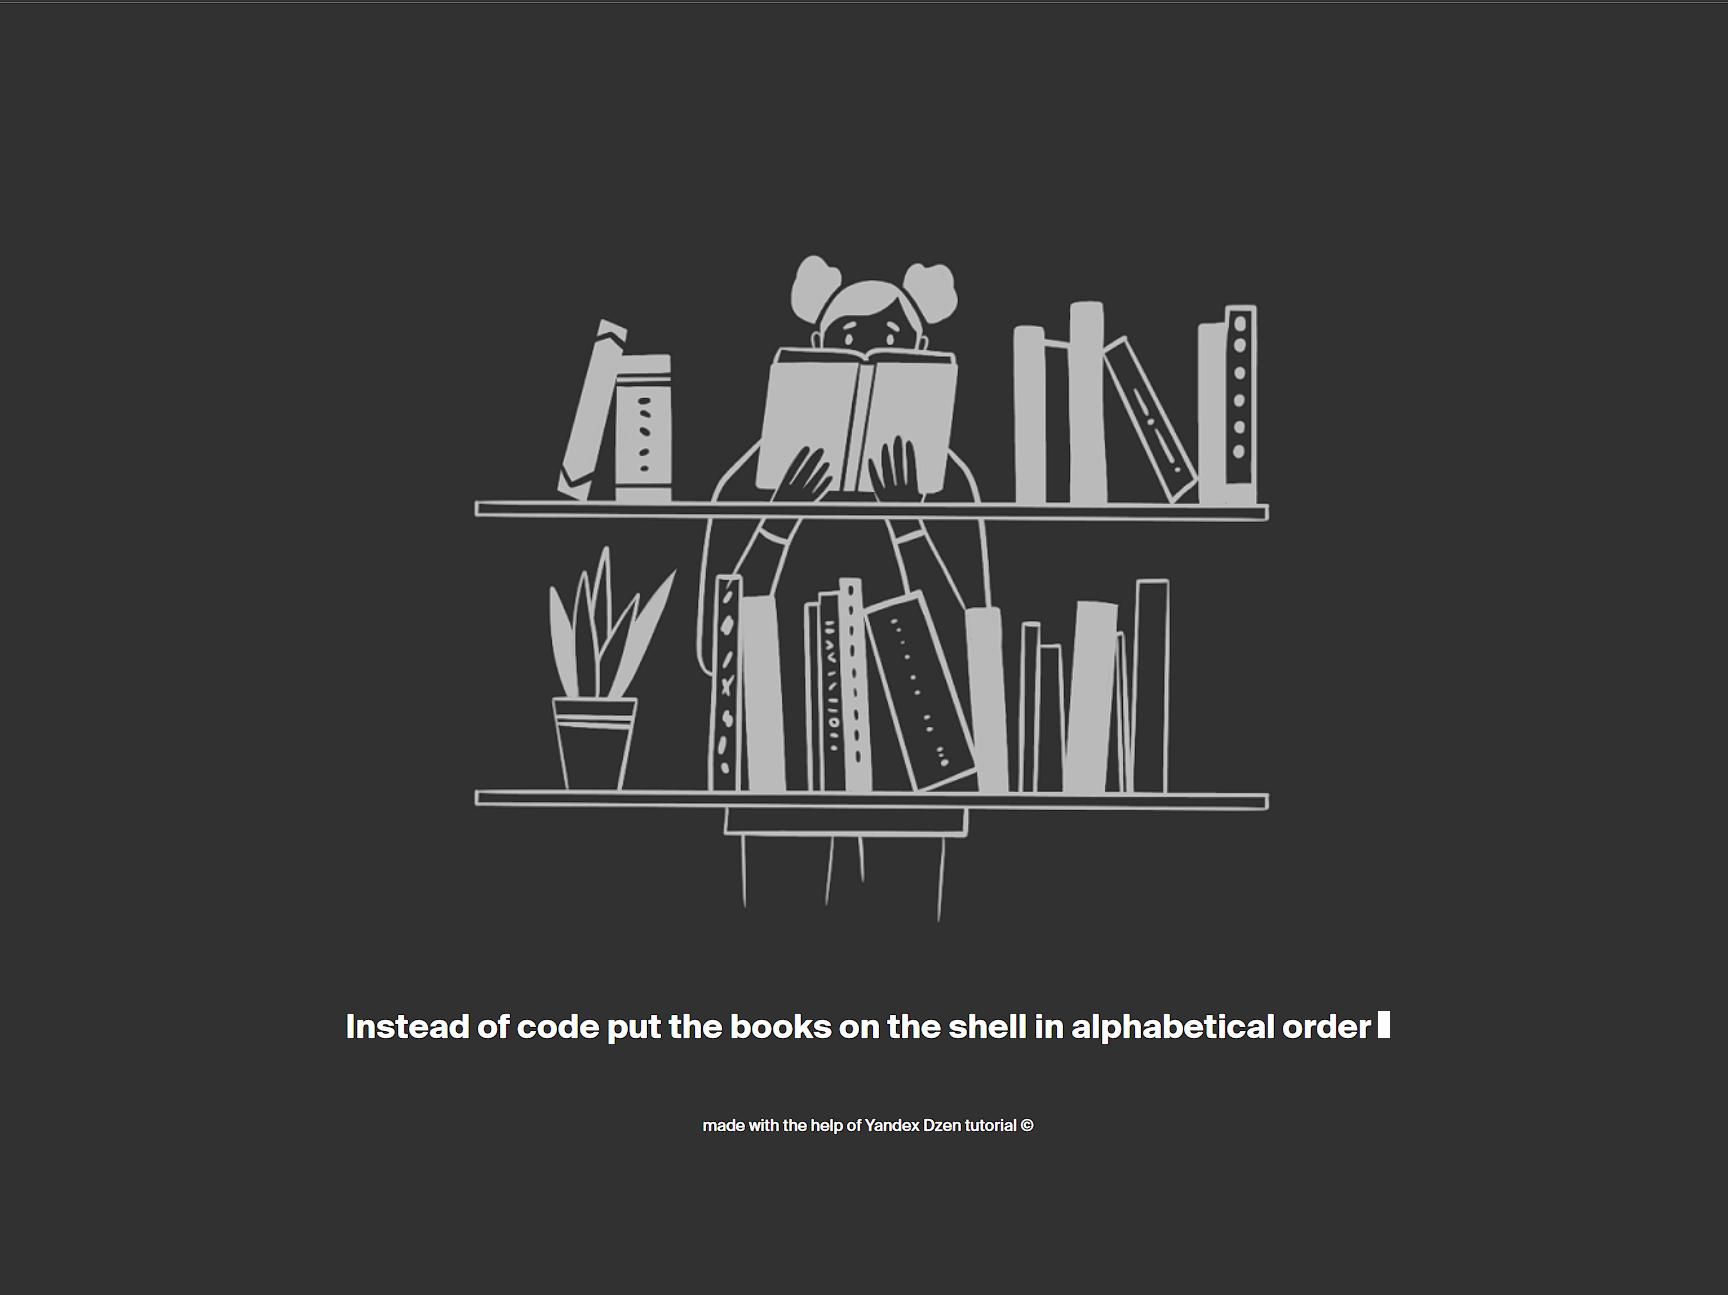 Instead of code put the books on the shell in alphabetical order
made with the help of Yandex Dzen tutorial ©